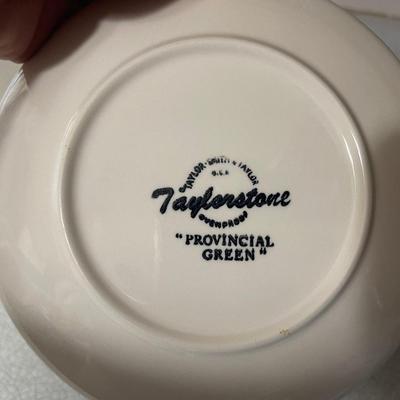 TAYLOR • SMITH & TAYLOR
U.S.A
Taylorstone
OVENPROOF
"PROVINCIAL
GREEN"